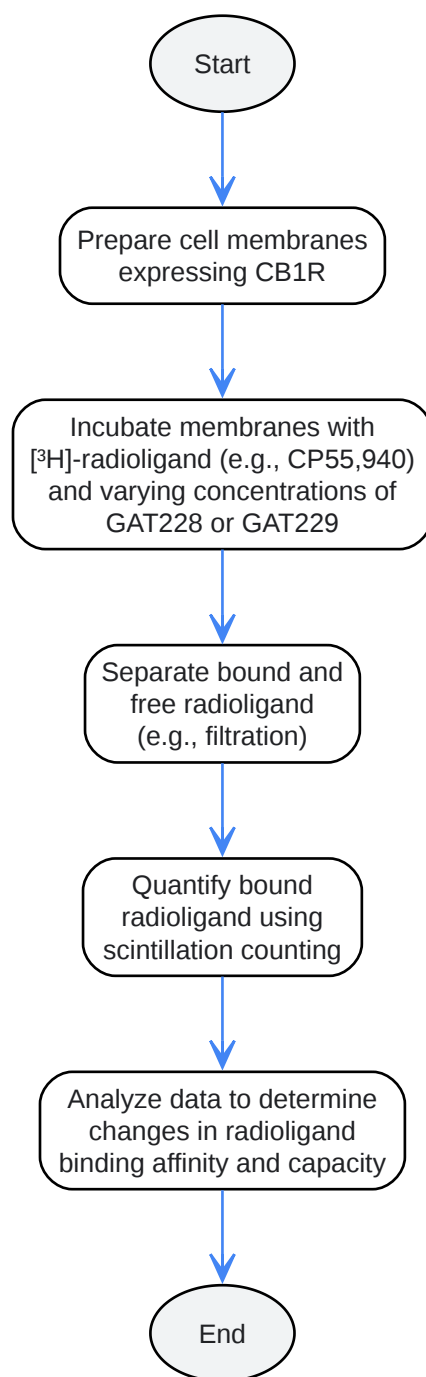 Start
Prepare cell membranes
expressing CB1R
Incubate membranes with
[³H]-radioligand (e.g., CP55,940)
and varying concentrations of
GAT228 or GAT229
Separate bound and
free radioligand
(e.g., filtration)
Quantify bound
radioligand using
scintillation counting
Analyze data to determine
changes in radioligand
binding affinity and capacity
End